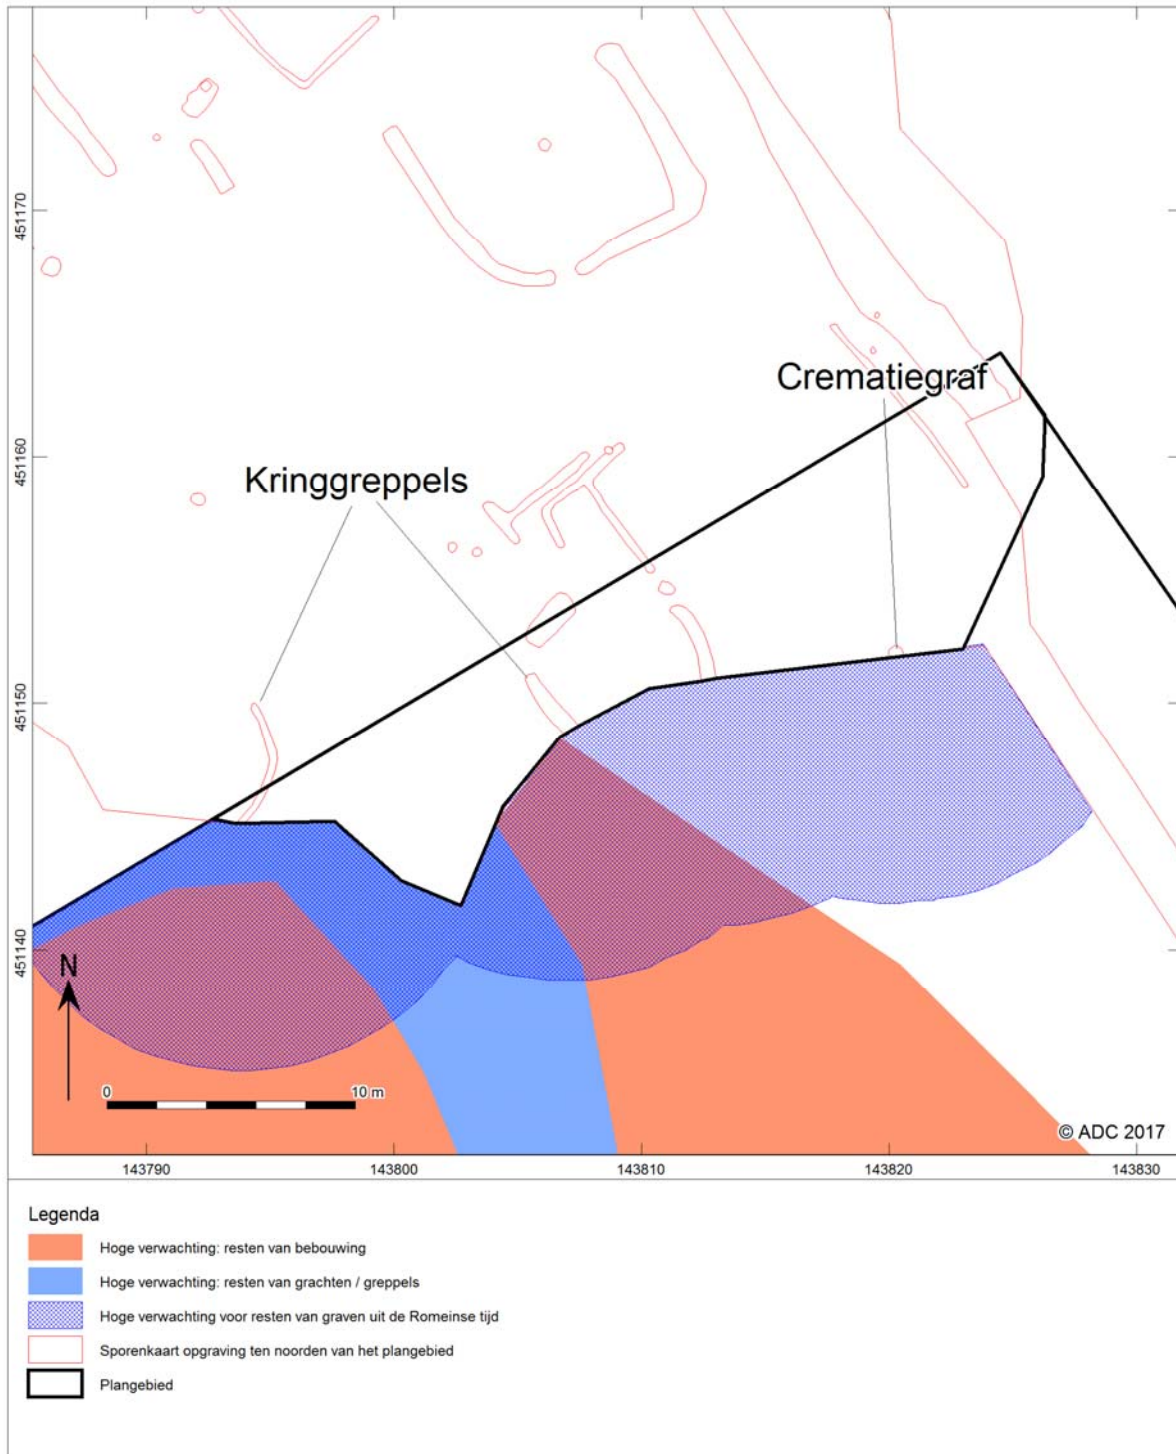 451170
Crematiegraf
451160
Kringgreppels
451150
451140
N
0
10 m
© ADC 2017
143790
143800
143810
143820
143830
Legenda
Hoge verwachting: resten van bebouwing
Hoge verwachting: resten van grachten / greppels
Hoge verwachting voor resten van graven uit de Romeinse tijd
Sporenkaart opgraving ten noorden van het plangebied
Plangebied